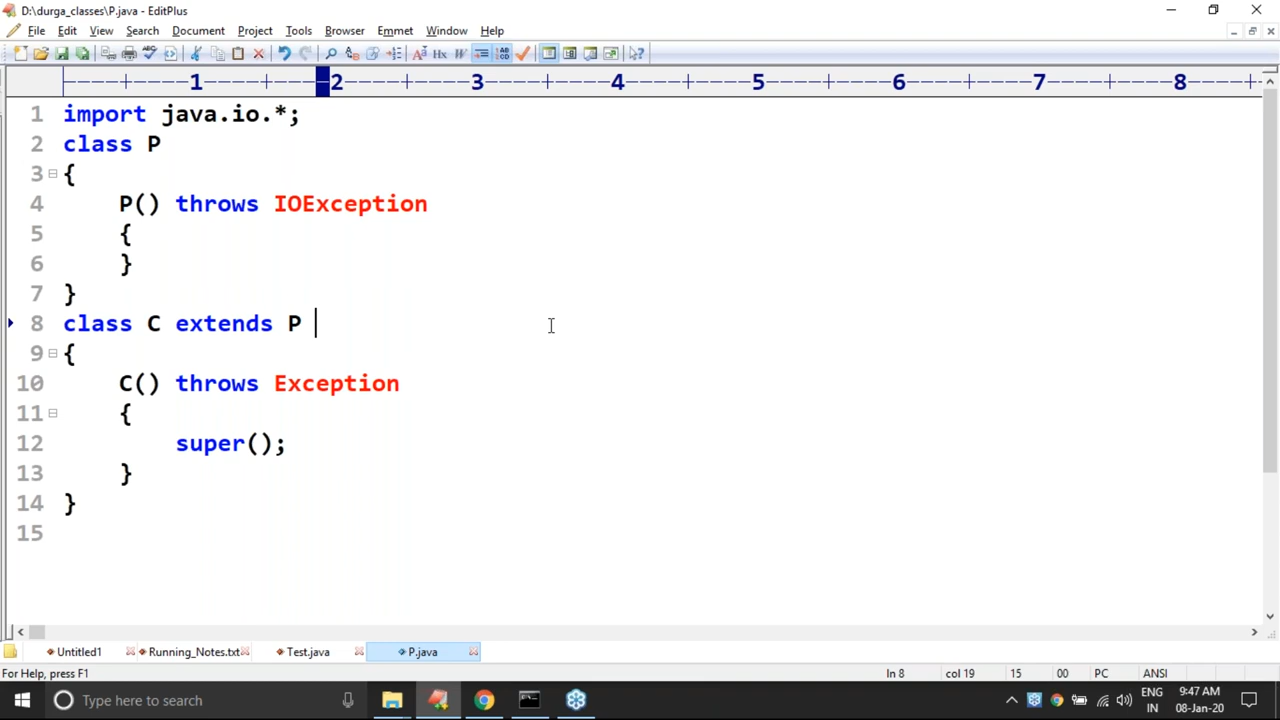 D:\durga_classes\P.java - EditPlus
File Edit View Search Document Project Tools Browser Emmet Window Help
----+----1----+----2----+----3----+----4----+----5----+----6----+----7----+----8----+
1 import java.io.*;
2 class P
3 {
4 P() throws IOException
5 {
6 }
7 }
8 class C extends P
9 {
10 C() throws Exception
11 {
12 super();
13 }
14 }
15
Untitled1 Running_Notes.txt Test.java P.java
For Help, press F1 ln 8 col 19 15 00 PC ANSI
Type here to search ENG IN 9:47 AM 08-Jan-20